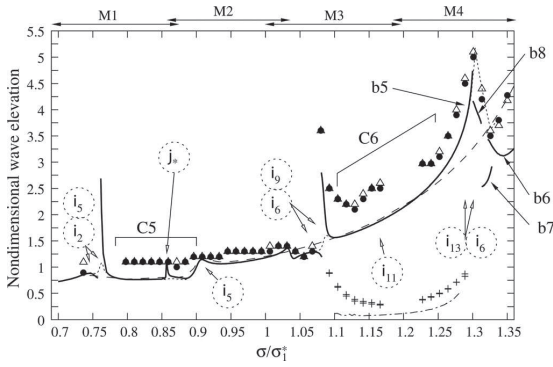 M1 M2 M3 M4
Nondimensional wave elevation
5.5
5
4.5
4
3.5
3
2.5
2
1.5
1
0.5
0
b5
b8
C6
j*
i9
i6
i5
i2
C5
i5
i11
i13
i6
b6
b7
0.7 0.75 0.8 0.85 0.9 0.95 1 1.05 1.1 1.15 1.20 1.25 1.3 1.35
σ/σ1*